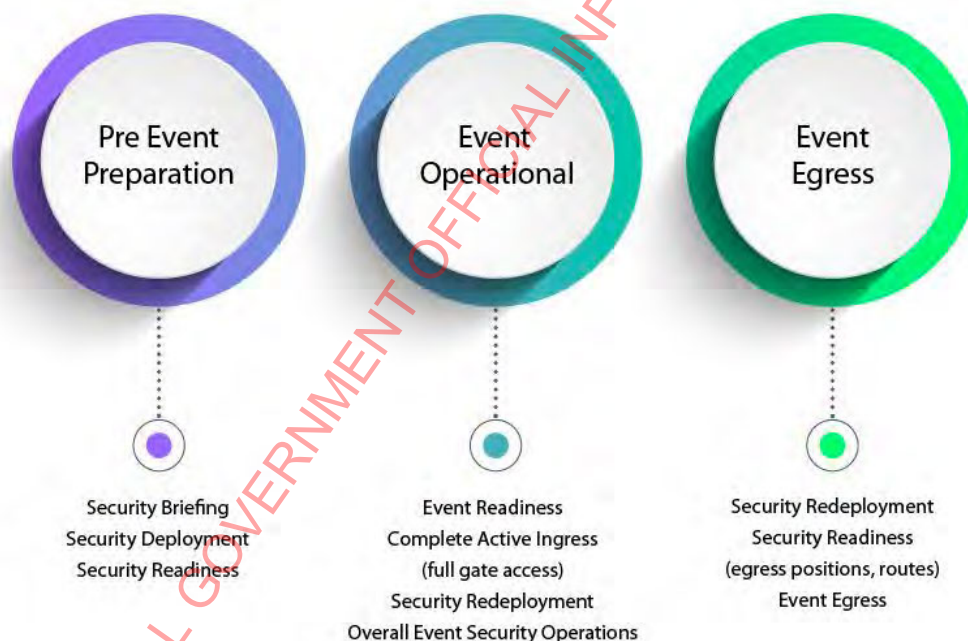 Pre Event
Preparation
Event
Operational
Event
Egress
Security Briefing
Security Deployment
Security Readiness
Event Readiness
Complete Active Ingress
(full gate access)
Security Redeployment
Overall Event Security Operations
Security Redeployment
Security Readiness
(egress positions, routes)
Event Egress
GOVERNMENT OFFICIAL